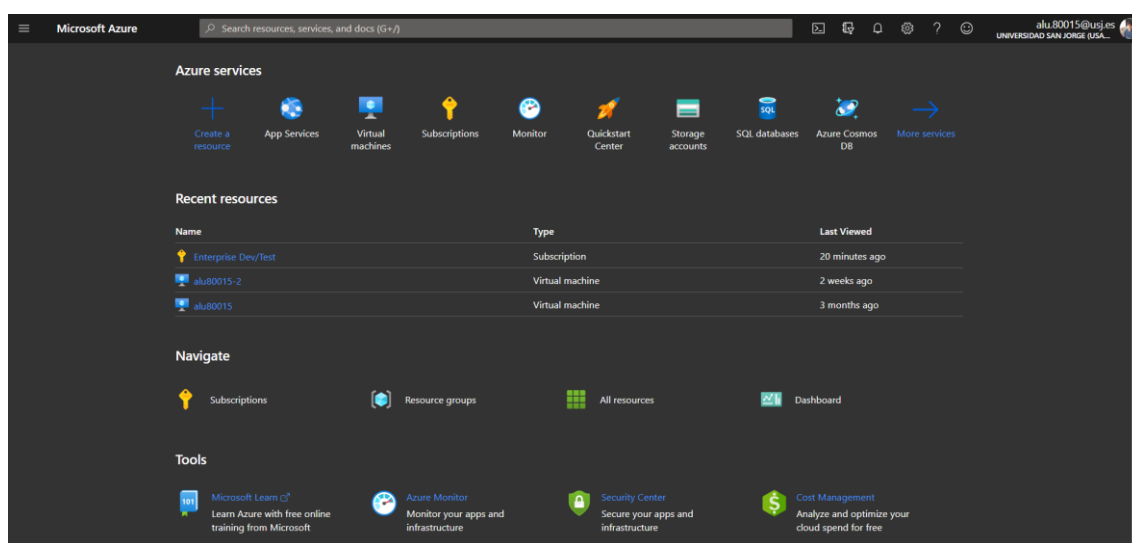 Microsoft Azure
Search resources, services, and docs (G+/)
alu.80015@usj.es
UNIVERSIDAD SAN JORGE (USA...
Azure services
Create a resource
App Services
Virtual machines
Subscriptions
Monitor
Quickstart Center
Storage accounts
SQL
SQL databases
Azure Cosmos DB
More services
Recent resources
Name Type Last Viewed
Enterprise Dev/Test Subscription 20 minutes ago
alu80015-2 Virtual machine 2 weeks ago
alu80015 Virtual machine 3 months ago
Navigate
Subscriptions
Resource groups
All resources
Dashboard
Tools
101
Microsoft Learn
Learn Azure with free online
training from Microsoft
Azure Monitor
Monitor your apps and
infrastructure
Security Center
Secure your apps and
infrastructure
Cost Management
Analyze and optimize your
cloud spend for free